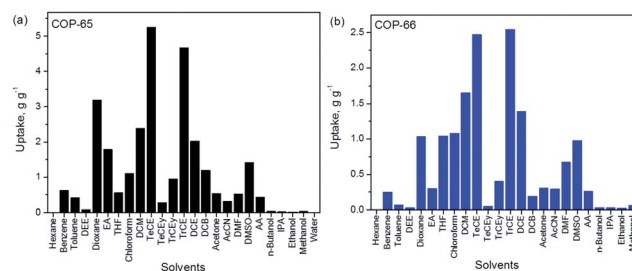 (a)
COP-65
Uptake, g g⁻¹
5
4
3
2
1
0
Hexane
Benzene
Toluene
DEE
Dioxane
EA
THF
Chloroform
DCM
TeCE
TeCEy
TrCEy
TrCE
DCE
DCB
Acetone
AcCN
DMF
DMSO
AA
n-Butanol
IPA
Ethanol
Methanol
Water
Solvents
(b)
COP-66
Uptake, g g⁻¹
2.5
2.0
1.5
1.0
0.5
0.0
Hexane
Benzene
Toluene
DEE
Dioxane
EA
THF
Chloroform
DCM
TeCE
TeCEy
TrCEy
TrCE
DCE
DCB
Acetone
AcCN
DMF
DMSO
AA
n-Butanol
IPA
Ethanol
Solvents